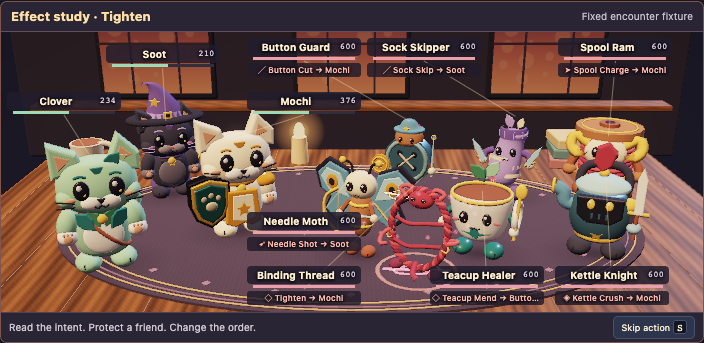 Effect study · Tighten
Fixed encounter fixture
Soot 210
Button Guard 600
Button Cut → Mochi
Sock Skipper 600
Sock Skip → Soot
Spool Ram 600
Spool Charge → Mochi
Clover 234
Mochi 376
Needle Moth 600
Needle Shot → Soot
Binding Thread 600
Tighten → Mochi
Teacup Healer 600
Teacup Mend → Butto...
Kettle Knight 600
Kettle Crush → Mochi
Read the intent. Protect a friend. Change the order.
Skip action S